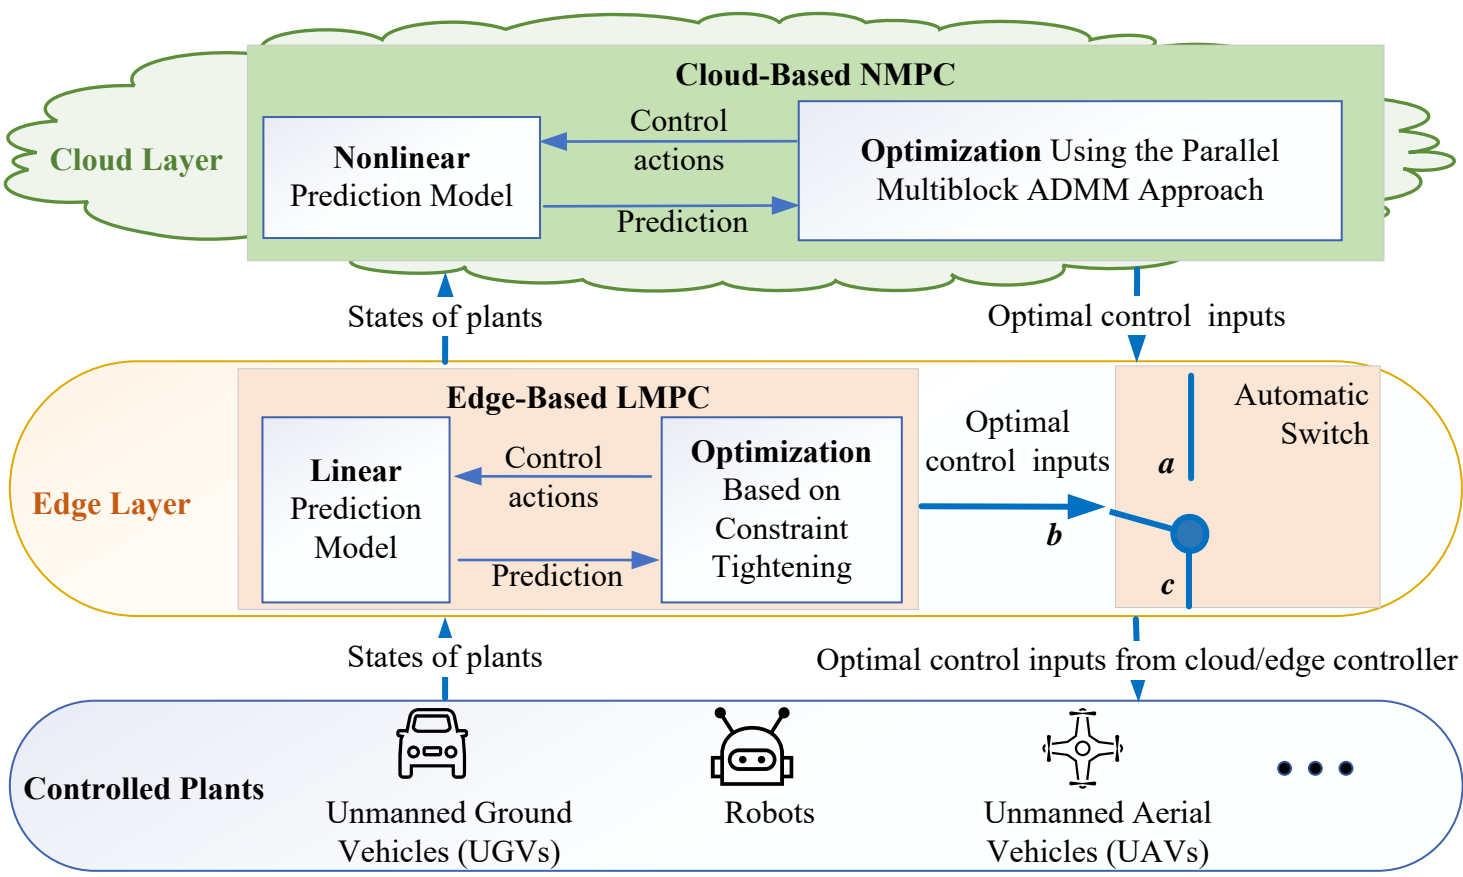 Cloud-Based NMPC
Cloud Layer
Nonlinear
Prediction Model
Control
actions
Prediction
Optimization Using the Parallel
Multiblock ADMM Approach
States of plants
Optimal control inputs
Edge-Based LMPC
Edge Layer
Linear
Prediction
Model
Control
actions
Prediction
Optimization
Based on
Constraint
Tightening
Optimal
control inputs
Automatic
Switch
a
b
c
States of plants
Optimal control inputs from cloud/edge controller
Controlled Plants
Unmanned Ground
Vehicles (UGVs)
Robots
Unmanned Aerial
Vehicles (UAVs)